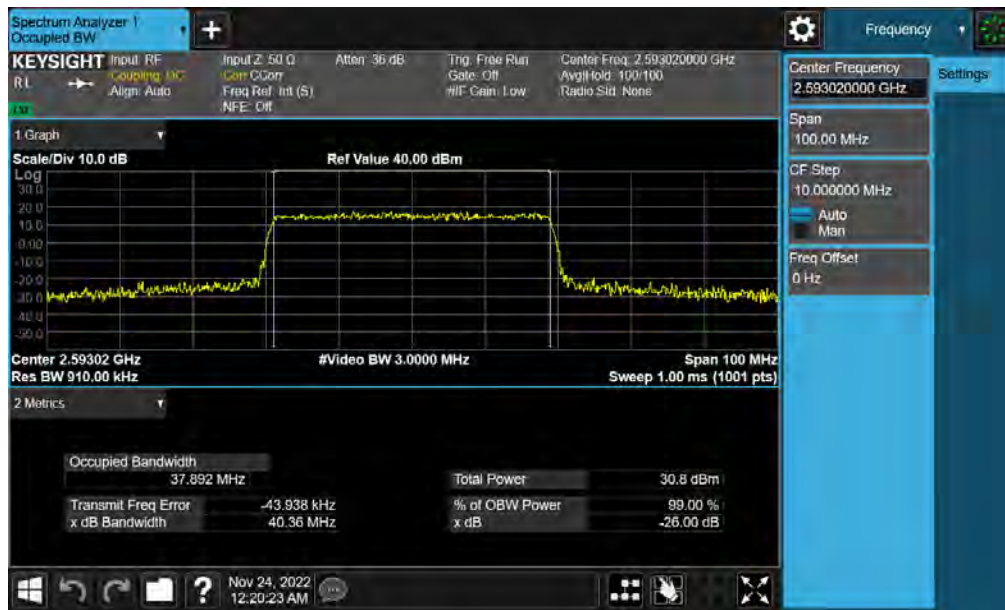 Spectrum Analyzer 1
Occupied BW
+
Frequency
KEYSIGHT
RL
Input: RF
Coupling: DC
Align: Auto
Input Z: 50 Ω
Corr CCorr
Freq Ref: Int (S)
NFE: Off
Atten: 36 dB
Trig: Free Run
Gate: Off
#IF Gain: Low
Center Freq: 2.593020000 GHz
Avg|Hold: 100/100
Radio Std: None
Center Frequency
2.593020000 GHz
Settings
Span
100.00 MHz
CF Step
10.000000 MHz
Auto
Man
Freq Offset
0 Hz
1 Graph
Scale/Div 10.0 dB
Ref Value 40.00 dBm
Log
30.0
20.0
10.0
0.00
-10.0
-20.0
-30.0
-40.0
-50.0
Center 2.59302 GHz
#Video BW 3.0000 MHz
Span 100 MHz
Res BW 910.00 kHz
Sweep 1.00 ms (1001 pts)
2 Metrics
Occupied Bandwidth
37.892 MHz
Total Power
30.8 dBm
Transmit Freq Error
-43.938 kHz
% of OBW Power
99.00 %
x dB Bandwidth
40.36 MHz
x dB
-26.00 dB
?
Nov 24, 2022
12:20:23 AM